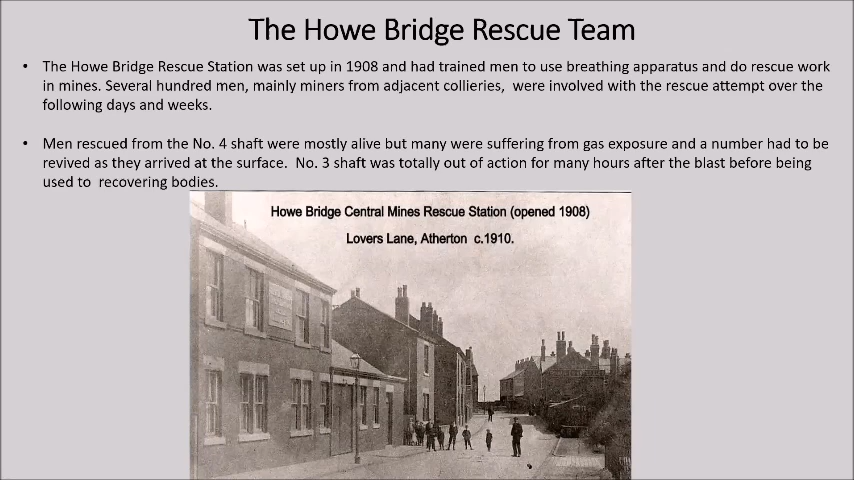 The Howe Bridge Rescue Team
• The Howe Bridge Rescue Station was set up in 1908 and had trained men to use breathing apparatus and do rescue work
in mines. Several hundred men, mainly miners from adjacent collieries, were involved with the rescue attempt over the
following days and weeks.
• Men rescued from the No. 4 shaft were mostly alive but many were suffering from gas exposure and a number had to be
revived as they arrived at the surface. No. 3 shaft was totally out of action for many hours after the blast before being
used to recovering bodies.
Howe Bridge Central Mines Rescue Station (opened 1908)
Lovers Lane, Atherton c.1910.